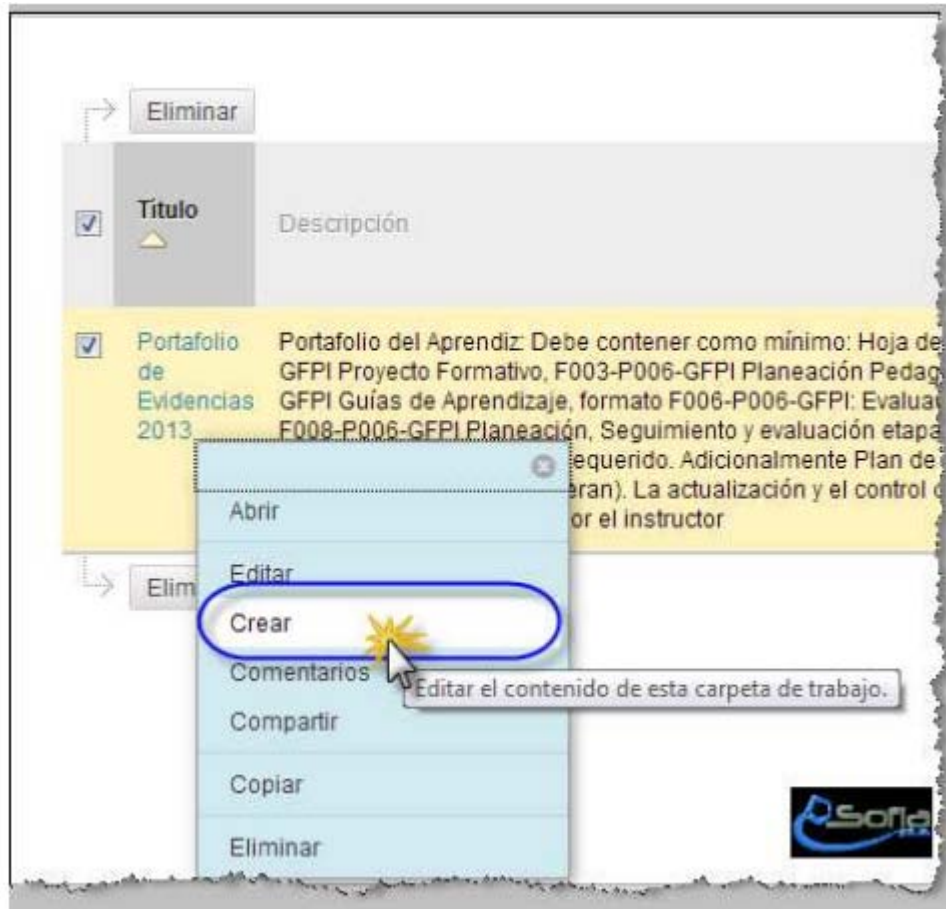 Eliminar
Título
Descripción
Portafolio de Evidencias 2013
Portafolio del Aprendiz: Debe contener como mínimo: Hoja de
GFPI Proyecto Formativo, F003-P006-GFPI Planeación Pedag
GFPI Guías de Aprendizaje, formato F006-P006-GFPI: Evalua
F008-P006-GFPI Planeación, Seguimiento y evaluación etapa
equerido. Adicionalmente Plan de
eran). La actualización y el control
or el instructor
Elim
Abrir
Editar
Crear
Comentarios
Editar el contenido de esta carpeta de trabajo.
Compartir
Copiar
Eliminar
Sofia